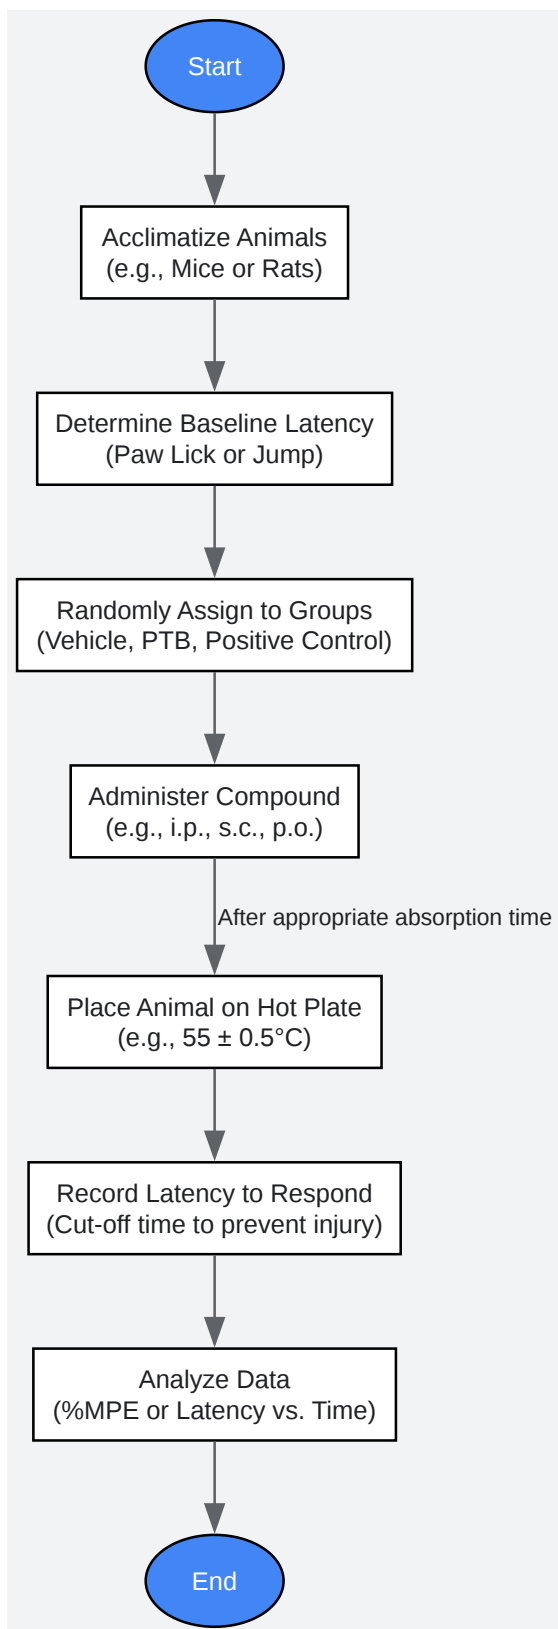 Start
Acclimatize Animals
(e.g., Mice or Rats)
Determine Baseline Latency
(Paw Lick or Jump)
Randomly Assign to Groups
(Vehicle, PTB, Positive Control)
Administer Compound
(e.g., i.p., s.c., p.o.)
After appropriate absorption time
Place Animal on Hot Plate
(e.g., 55 ± 0.5°C)
Record Latency to Respond
(Cut-off time to prevent injury)
Analyze Data
(%MPE or Latency vs. Time)
End